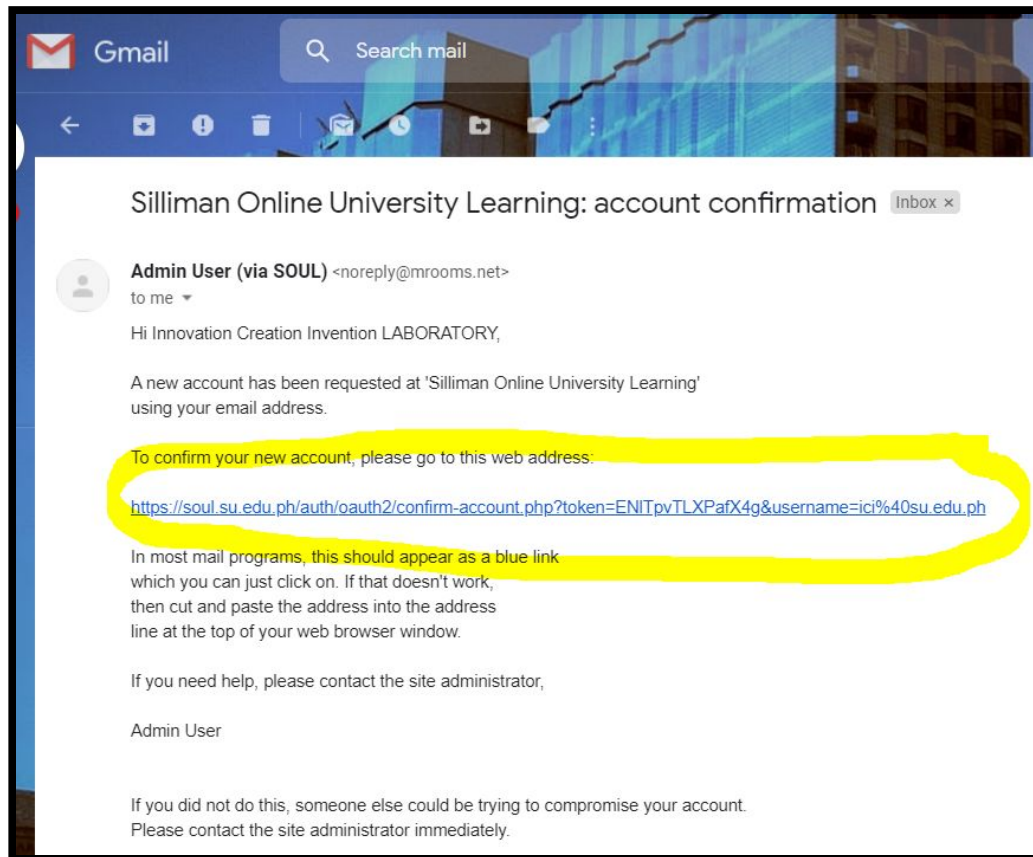 Gmail
Search mail
Silliman Online University Learning: account confirmation Inbox ×
Admin User (via SOUL) <noreply@mrooms.net>
to me
Hi Innovation Creation Invention LABORATORY,
A new account has been requested at 'Silliman Online University Learning'
using your email address.
To confirm your new account, please go to this web address:
https://soul.su.edu.ph/auth/oauth2/confirm-account.php?token=ENITpvTLXPafX4g&username=ici%40su.edu.ph
In most mail programs, this should appear as a blue link
which you can just click on. If that doesn't work,
then cut and paste the address into the address
line at the top of your web browser window.
If you need help, please contact the site administrator,
Admin User
If you did not do this, someone else could be trying to compromise your account.
Please contact the site administrator immediately.